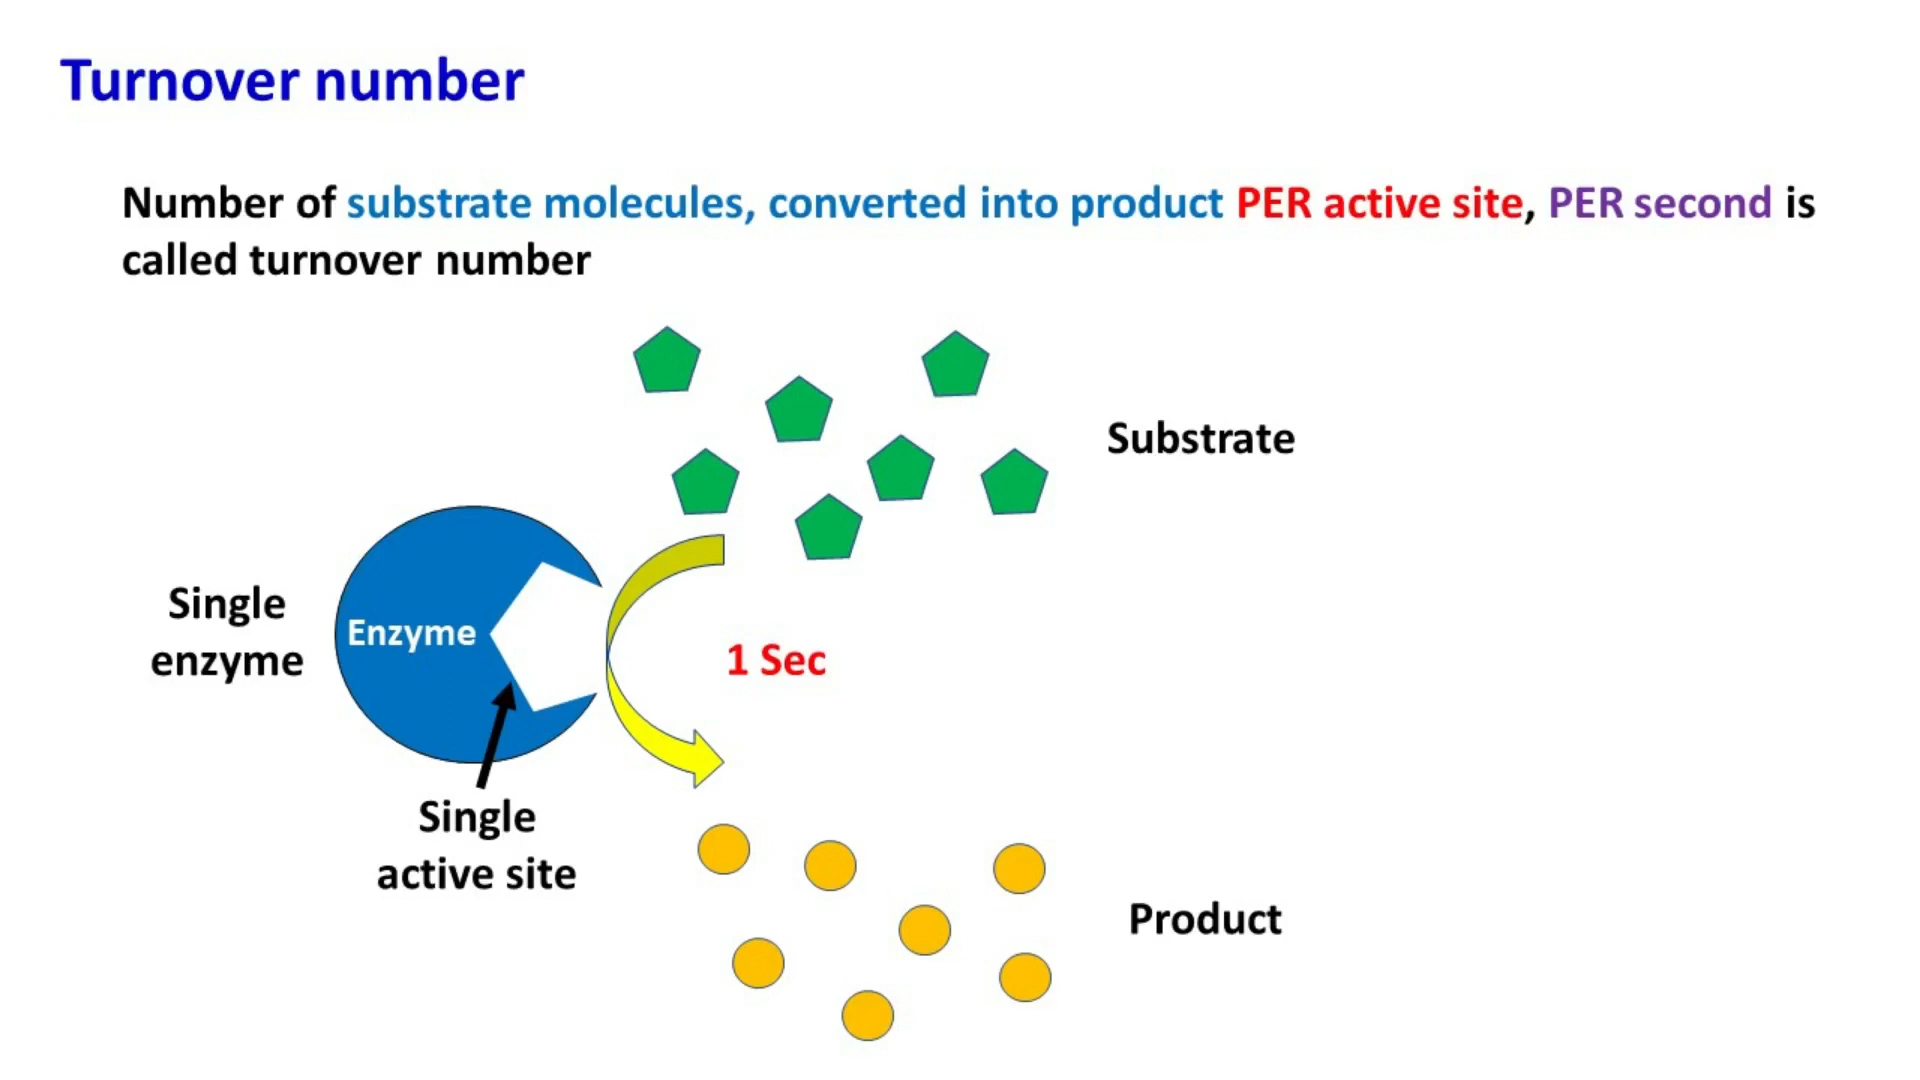 Turnover number
Number of substrate molecules, converted into product PER active site, PER second is
called turnover number
Substrate
Single
enzyme
Enzyme
1 Sec
Single
active site
Product